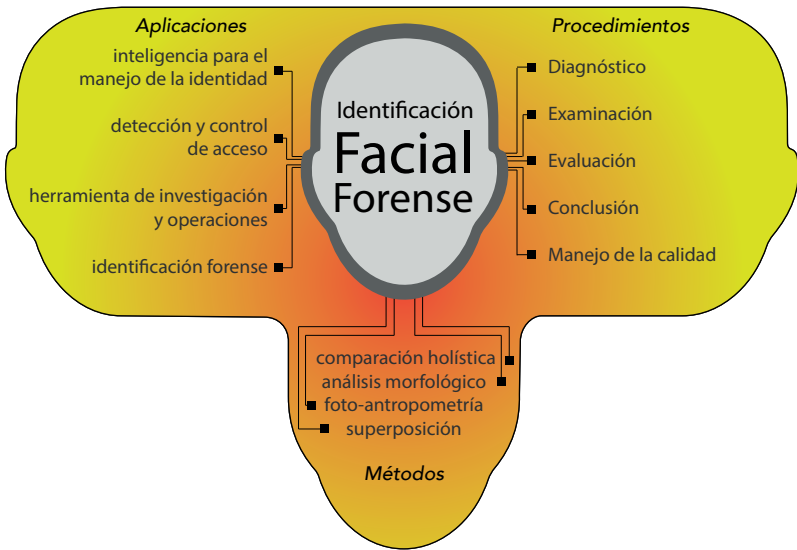 Aplicaciones
inteligencia para el
manejo de la identidad
detección y control
de acceso
herramienta de investigación
y operaciones
identificación forense
Identificación
Facial
Forense
Procedimientos
Diagnóstico
Examinación
Evaluación
Conclusión
Manejo de la calidad
comparación holística
análisis morfológico
foto-antropometría
superposición
Métodos